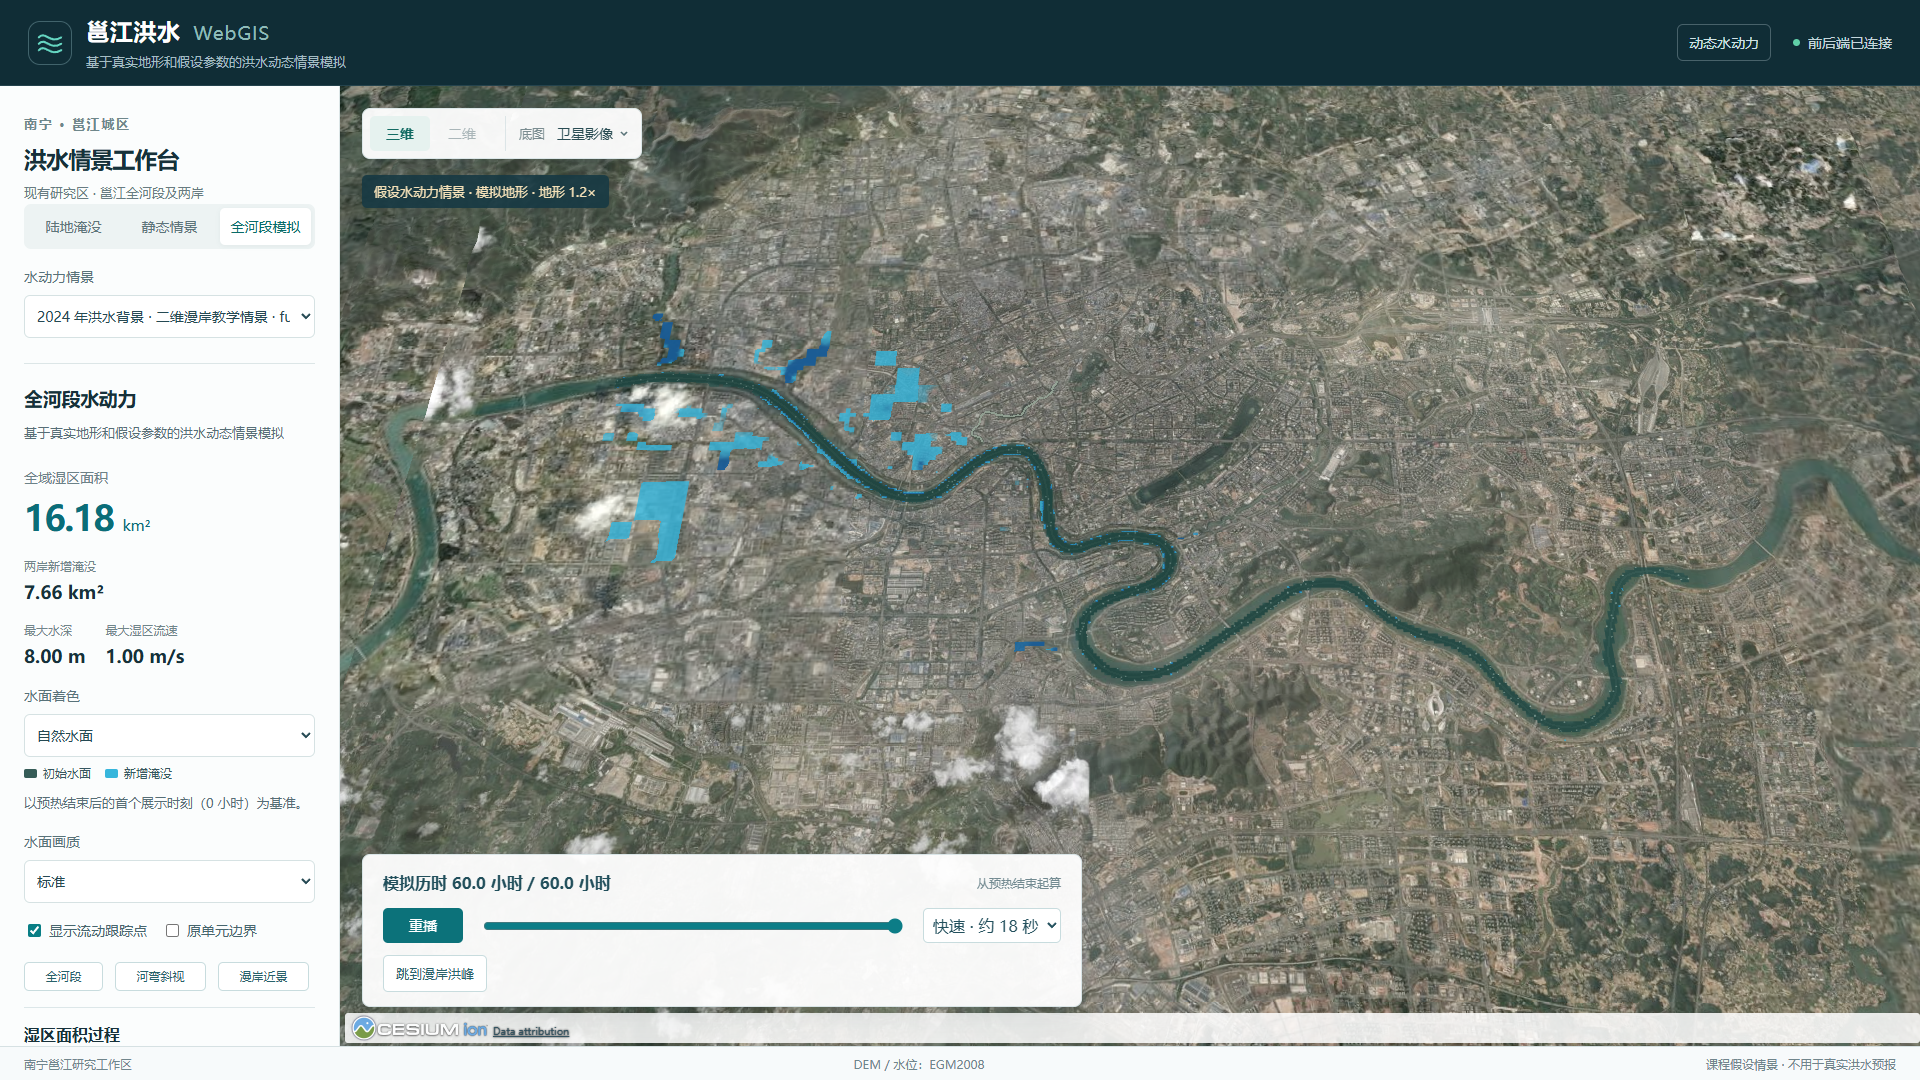 邕江洪水 WebGIS
基于真实地形和假设参数的洪水动态情景模拟
动态水动力
前后端已连接
南宁 • 邕江城区
洪水情景工作台
现有研究区 · 邕江全河段及两岸
陆地淹没 静态情景 全河段模拟
水动力情景
2024 年洪水背景 · 二维漫岸教学情景 · fu
全河段水动力
基于真实地形和假设参数的洪水动态情景模拟
全域湿区面积
16.18 km²
两岸新增淹没
7.66 km²
最大水深 最大湿区流速
8.00 m 1.00 m/s
水面着色
自然水面
初始水面 新增淹没
以预热结束后的首个展示时刻（0 小时）为基准。
水面画质
标准
显示流动跟踪点 原单元边界
全河段 河弯斜视 漫岸近景
湿区面积过程
三维 二维 底图 卫星影像
假设水动力情景 · 模拟地形 · 地形 1.2×
模拟历时 60.0 小时 / 60.0 小时
从预热结束起算
重播
快速 · 约 18 秒
跳到漫岸洪峰
CESIUM ion Data attribution
南宁邕江研究工作区
DEM / 水位：EGM2008
课程假设情景 · 不用于真实洪水预报